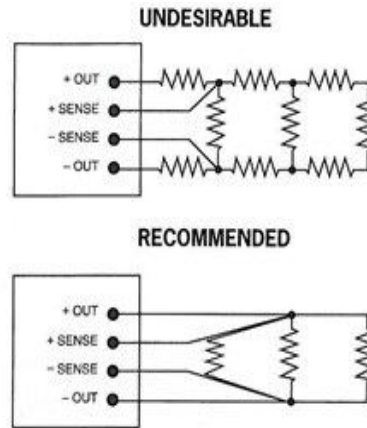 UNDESIRABLE
+ OUT
+ SENSE
− SENSE
− OUT
RECOMMENDED
+ OUT
+ SENSE
− SENSE
− OUT